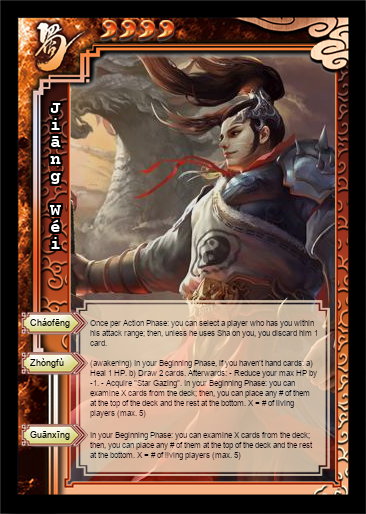 蜀
Jiāng Wéi
Cháofēng
Once per Action Phase: you can select a player who has you within
his attack range; then, unless he uses Sha on you, you discard him 1
card.
Zhòngfù
(awakening) In your Beginning Phase, if you haven't hand cards: a)
Heal 1 HP. b) Draw 2 cards. Afterwards: - Reduce your max HP by
-1. - Acquire "Star Gazing". In your Beginning Phase: you can
examine X cards from the deck; then, you can place any # of them
at the top of the deck and the rest at the bottom. X = # of living
players (max. 5)
Guānxīng
In your Beginning Phase: you can examine X cards from the deck;
then, you can place any # of them at the top of the deck and the rest
at the bottom. X = # of living players (max. 5)